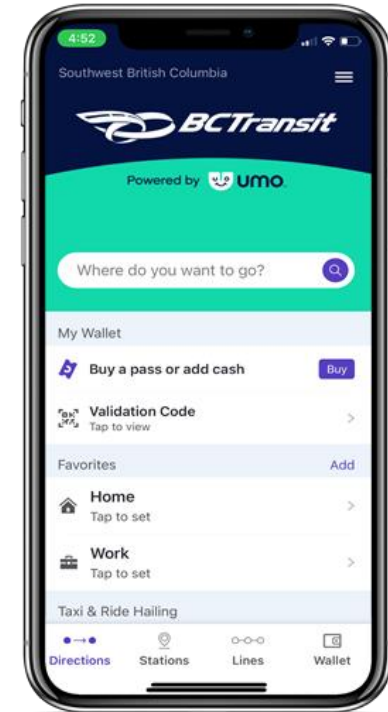 4:52
Southwest British Columbia
BCTransit
Powered by umo.
Where do you want to go?
My Wallet
Buy a pass or add cash
Buy
Validation Code
Tap to view
Favorites
Add
Home
Tap to set
Work
Tap to set
Taxi & Ride Hailing
Directions Stations Lines Wallet